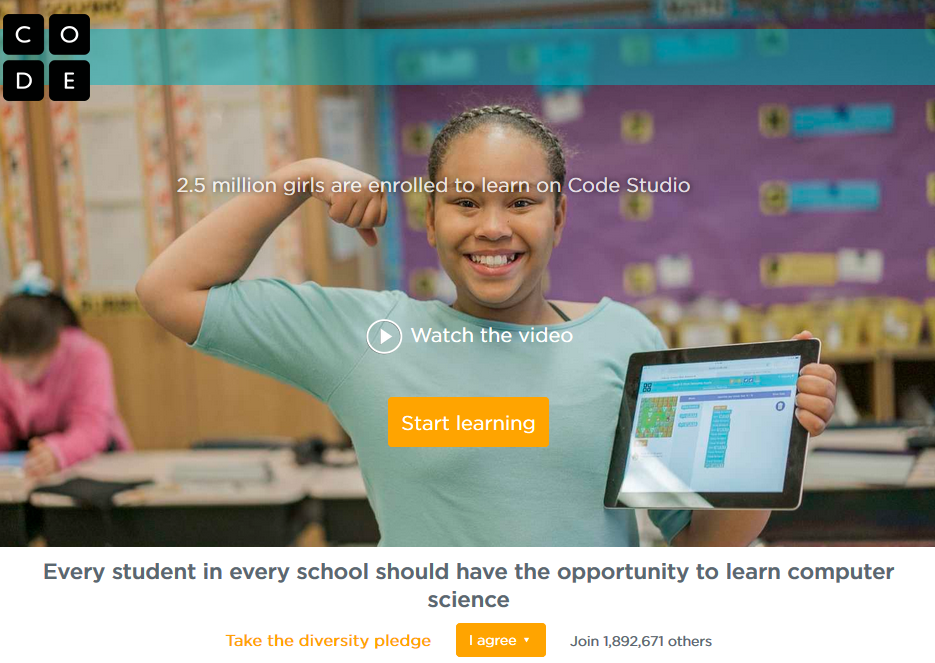 C O
D E
2.5 million girls are enrolled to learn on Code Studio
Watch the video
Start learning
Every student in every school should have the opportunity to learn computer
science
Take the diversity pledge I agree Join 1,892,671 others